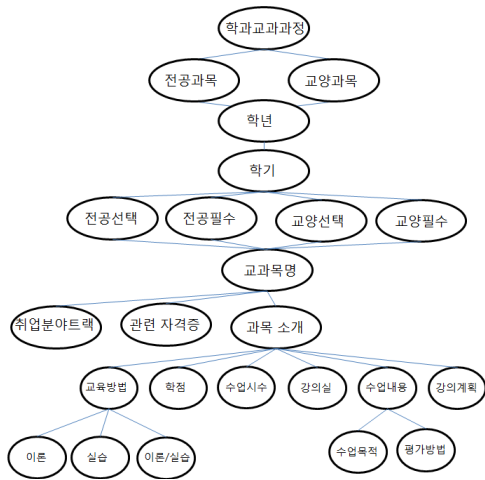 학과교과과정
전공과목
교양과목
학년
학기
전공선택
전공필수
교양선택
교양필수
교과목명
취업분야트랙
관련 자격증
과목 소개
교육방법
학점
수업시수
강의실
수업내용
강의계획
이론
실습
이론/실습
수업목적
평가방법